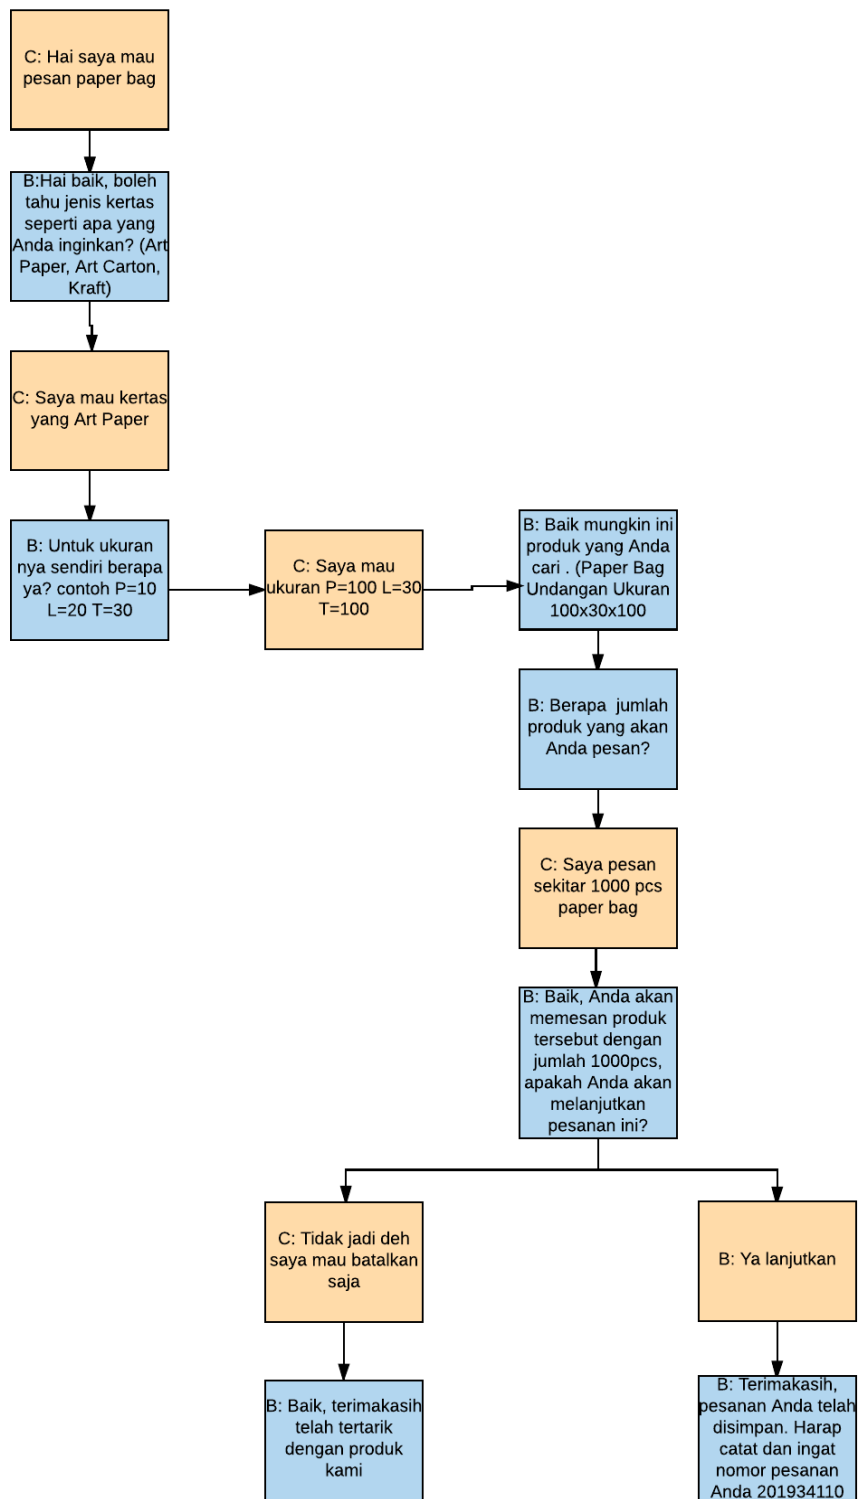 C: Hai saya mau
pesan paper bag
B:Hai baik, boleh
tahu jenis kertas
seperti apa yang
Anda inginkan? (Art
Paper, Art Carton,
Kraft)
C: Saya mau kertas
yang Art Paper
B: Untuk ukuran
nya sendiri berapa
ya? contoh P=10
L=20 T=30
C: Saya mau
ukuran P=100 L=30
T=100
B: Baik mungkin ini
produk yang Anda
cari . (Paper Bag
Undangan Ukuran
100x30x100
B: Berapa  jumlah
produk yang akan
Anda pesan?
C: Saya pesan
sekitar 1000 pcs
paper bag
B: Baik, Anda akan
memesan produk
tersebut dengan
jumlah 1000pcs,
apakah Anda akan
melanjutkan
pesanan ini?
C: Tidak jadi deh
saya mau batalkan
saja
B: Ya lanjutkan
B: Baik, terimakasih
telah tertarik
dengan produk
kami
B: Terimakasih,
pesanan Anda telah
disimpan. Harap
catat dan ingat
nomor pesanan
Anda 201934110